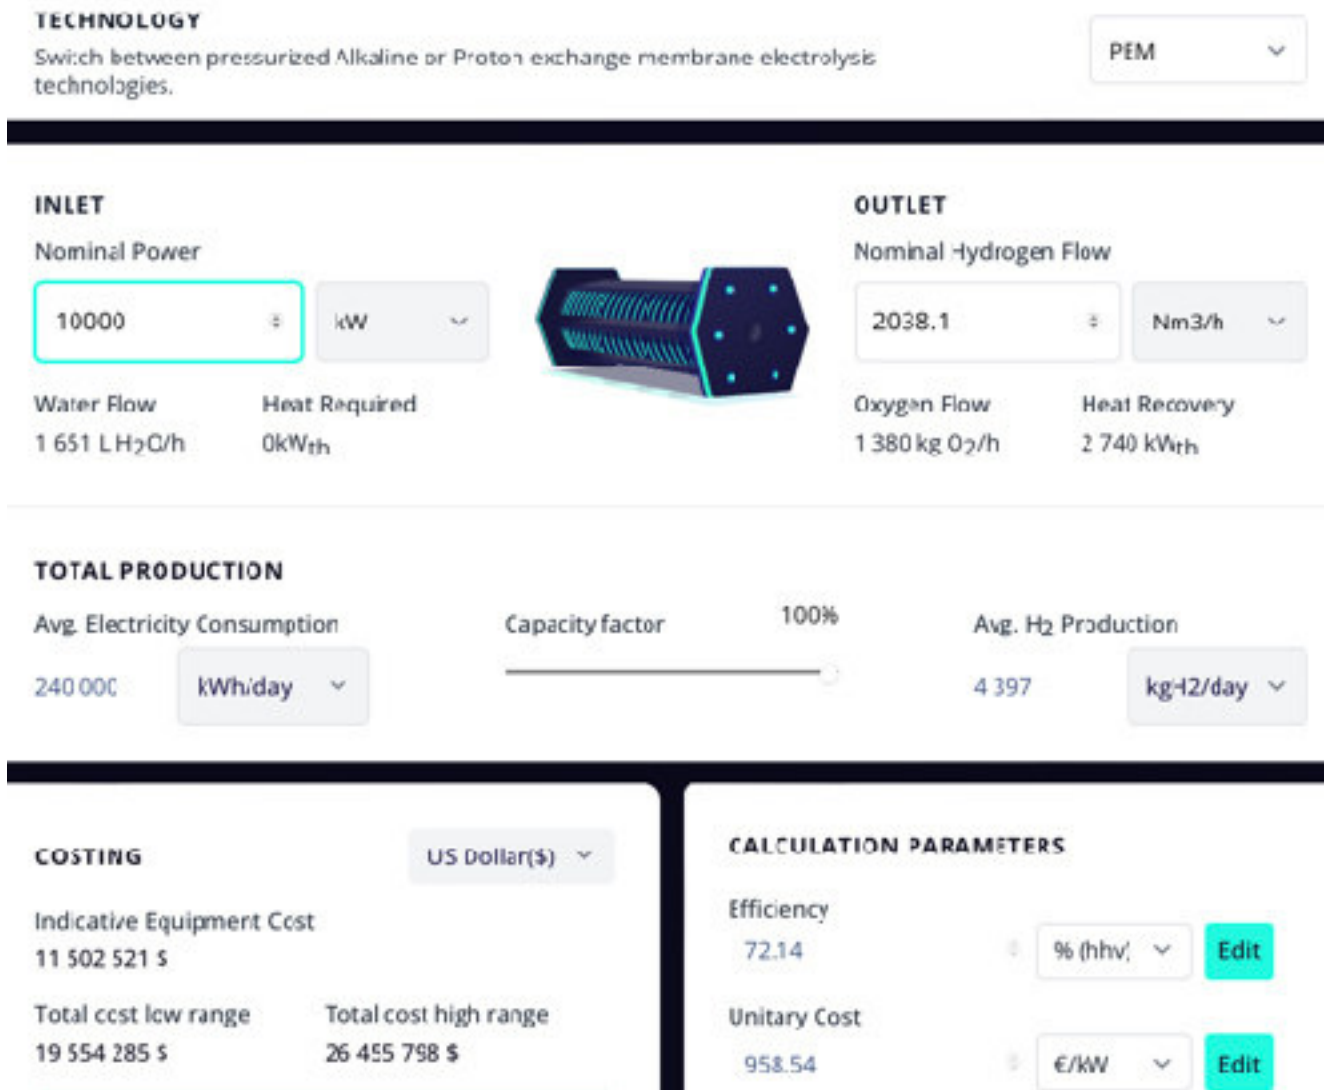 TECHNOLOGY
Switch between pressurized Alkaline or Proton exchange membrane electrolysis
technologies.
PEM
INLET
Nominal Power
10000
kW
Water Flow
1 651 L H2O/h
Heat Required
0kWth
OUTLET
Nominal Hydrogen Flow
2038.1
Nm3/h
Oxygen Flow
1 380 kg O2/h
Heat Recovery
2 740 kWth
TOTAL PRODUCTION
Avg. Electricity Consumption
240 000
kWh/day
Capacity factor
100%
Avg. H2 Production
4 397
kgH2/day
COSTING
US Dollar($)
Indicative Equipment Cost
11 502 521 $
Total cost low range
19 554 285 $
Total cost high range
26 455 798 $
CALCULATION PARAMETERS
Efficiency
72.14
% (hhv)
Edit
Unitary Cost
958.54
€/kW
Edit